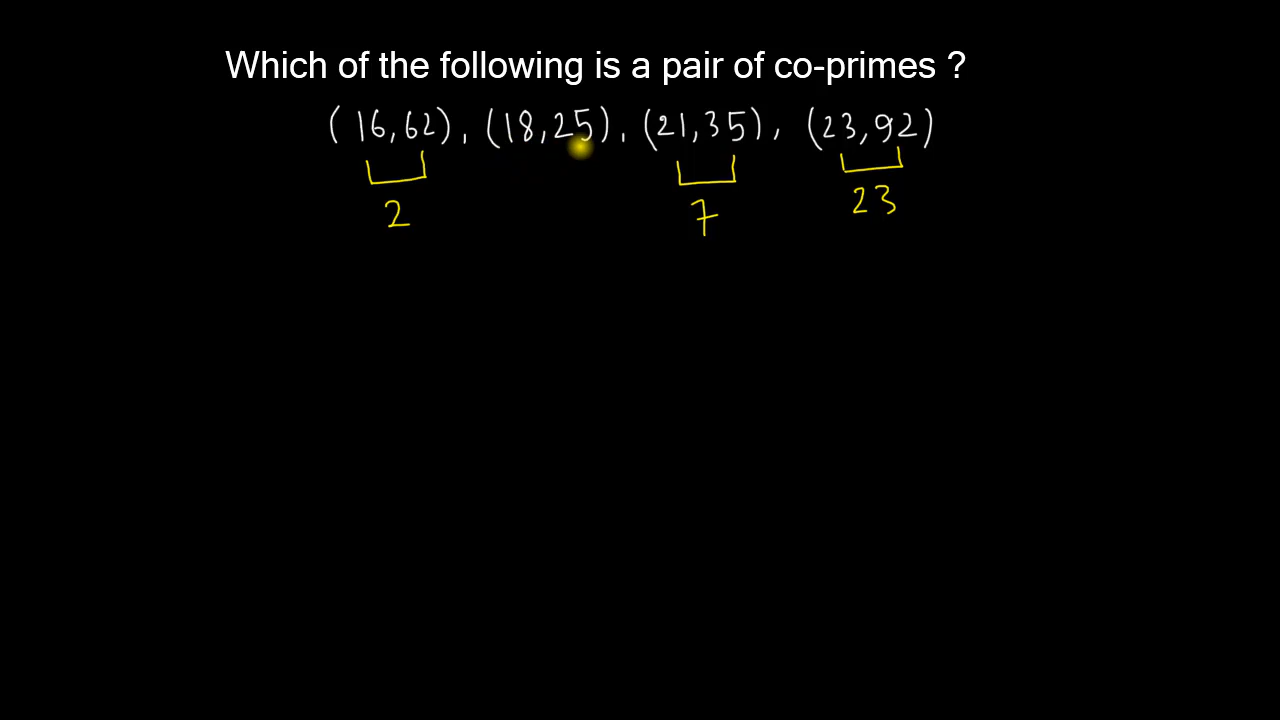 Which of the following is a pair of co-primes ?
(16,62), (18,25), (21,35), (23,92)
2 7 23